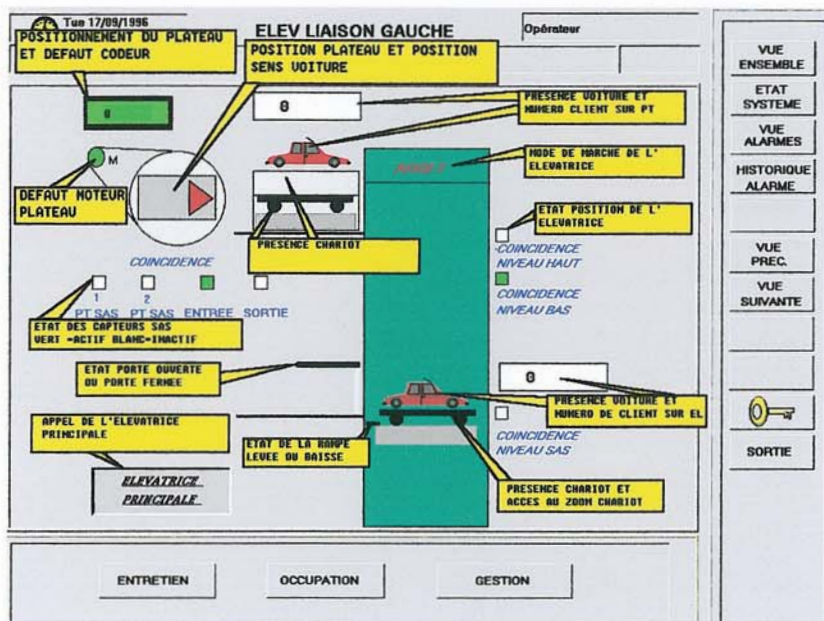 Tue 17/09/1996
ELEV LIAISON GAUCHE
Opérateur
POSITIONNEMENT DU PLATEAU
ET DEFAUT CODEUR
POSITION PLATEAU ET POSITION
SENS VOITURE
0
0
PRESENCE VOITURE ET
NUMERO CLIENT SUR PT
M
MODE DE MARCHE DE L'
ELEVATRICE
DEFAUT MOTEUR
PLATEAU
PRESENCE CHARIOT
ETAT POSITION DE L'
ELEVATRICE
COINCIDENCE
NIVEAU HAUT
COINCIDENCE
NIVEAU BAS
COINCIDENCE
1
PT SAS
2
PT SAS
ENTREE
SORTIE
ETAT DES CAPTEURS SAS
VERT =ACTIF BLANC=INACTIF
ETAT PORTE OUVERTE
OU PORTE FERMEE
0
PRESENCE VOITURE ET
NUMERO DE CLIENT SUR EL
APPEL DE L'ELEVATRICE
PRINCIPALE
ETAT DE LA RAMPE
LEVEE OU BAISSE
COINCIDENCE
NIVEAU SAS
ELEVATRICE
PRINCIPALE
PRESENCE CHARIOT ET
ACCES AU ZOOM CHARIOT
ENTRETIEN
OCCUPATION
GESTION
VUE
ENSEMBLE
ETAT
SYSTEME
VUE
ALARMES
HISTORIQUE
ALARME
VUE
PREC.
VUE
SUIVANTE
SORTIE